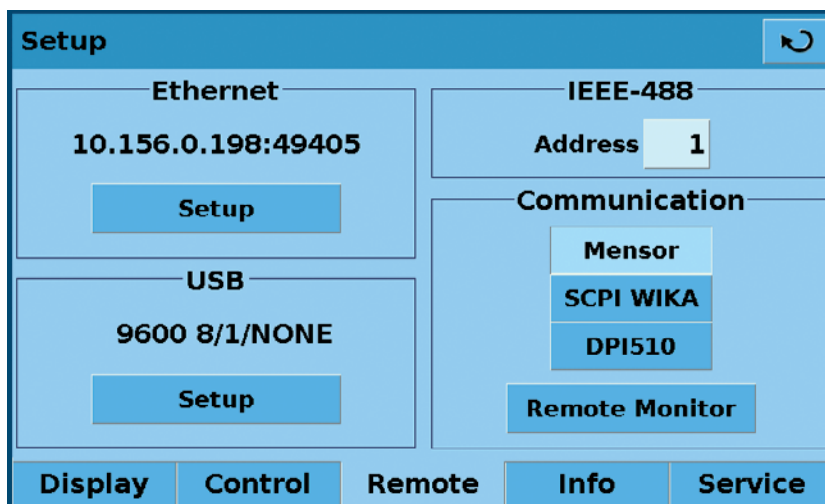 Setup
Ethernet
10.156.0.198:49405
Setup
USB
9600 8/1/NONE
Setup
IEEE-488
Address 1
Communication
Mensor
SCPI WIKA
DPI510
Remote Monitor
Display Control Remote Info Service